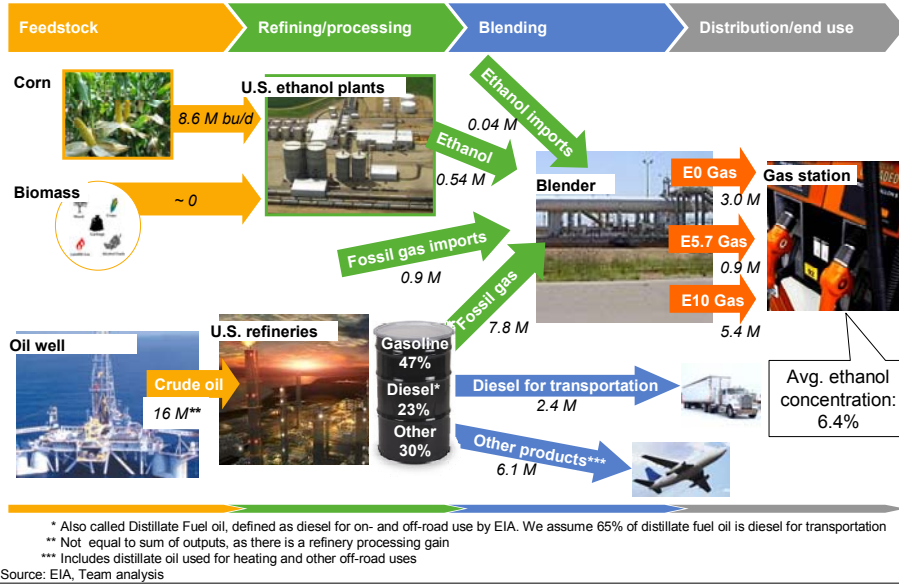 Feedstock
Refining/processing
Blending
Distribution/end use
Corn
8.6 M bu/d
U.S. ethanol plants
Ethanol
0.54 M
Ethanol imports
0.04 M
Biomass
~ 0
Blender
E0 Gas
3.0 M
E5.7 Gas
0.9 M
E10 Gas
5.4 M
Gas station
Fossil gas imports
0.9 M
Fossil gas
7.8 M
Oil well
Crude oil
16 M**
U.S. refineries
Gasoline
47%
Diesel*
23%
Other
30%
Diesel for transportation
2.4 M
Other products***
6.1 M
Avg. ethanol
concentration:
6.4%
* Also called Distillate Fuel oil, defined as diesel for on- and off-road use by EIA. We assume 65% of distillate fuel oil is diesel for transportation
** Not equal to sum of outputs, as there is a refinery processing gain
*** Includes distillate oil used for heating and other off-road uses
Source: EIA, Team analysis